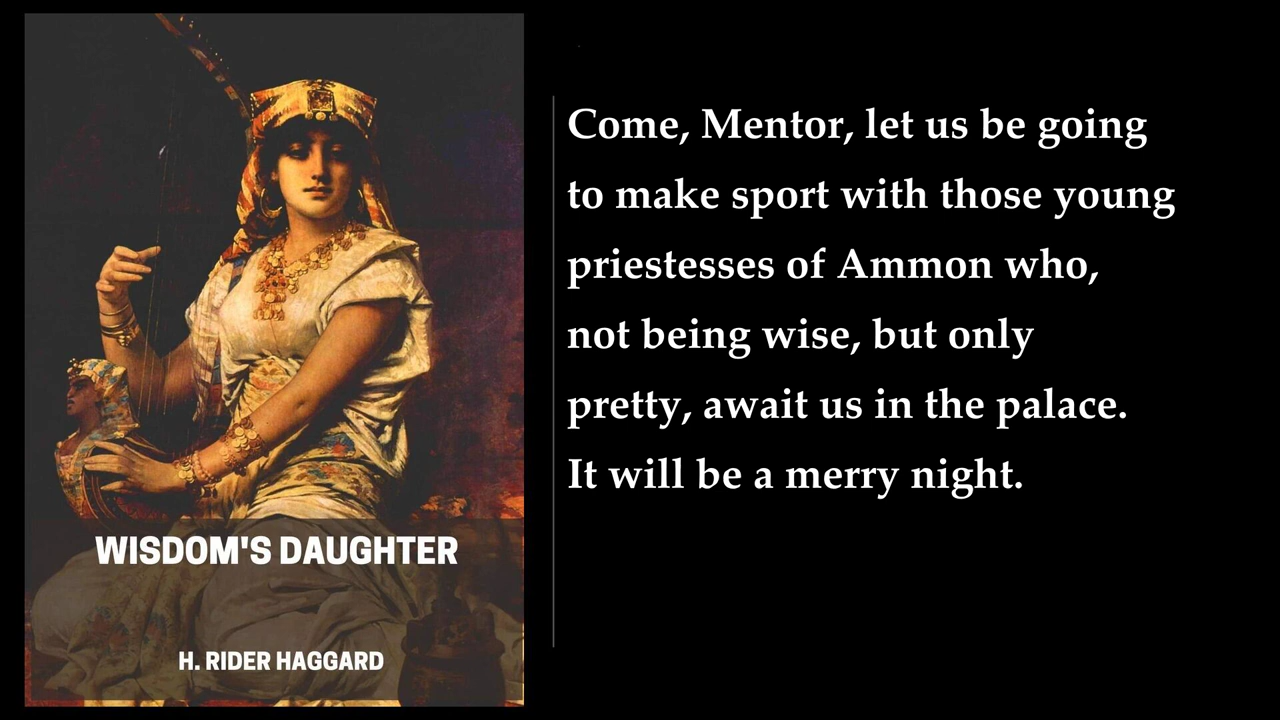 WISDOM'S DAUGHTER
H. RIDER HAGGARD
Come, Mentor, let us be going
to make sport with those young
priestesses of Ammon who,
not being wise, but only
pretty, await us in the palace.
It will be a merry night.